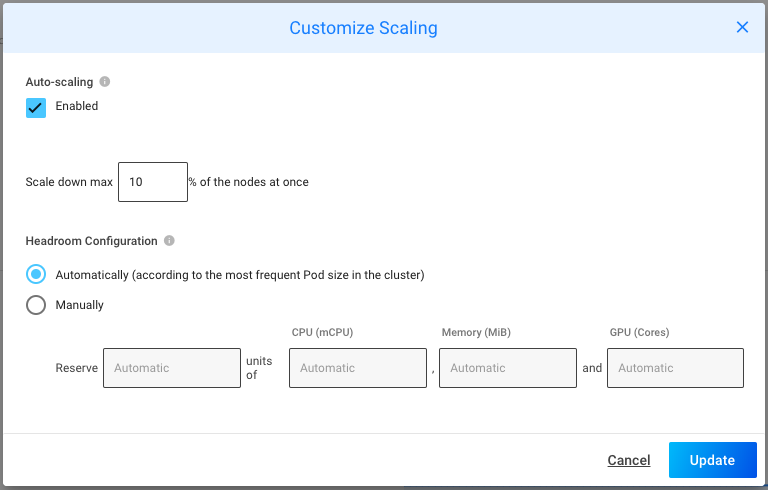 Customize Scaling
Auto-scaling
Enabled
Scale down max 10 % of the nodes at once
Headroom Configuration
Automatically (according to the most frequent Pod size in the cluster)
Manually
CPU (mCPU) Memory (MiB) GPU (Cores)
Reserve Automatic units of Automatic , Automatic and Automatic
Cancel Update